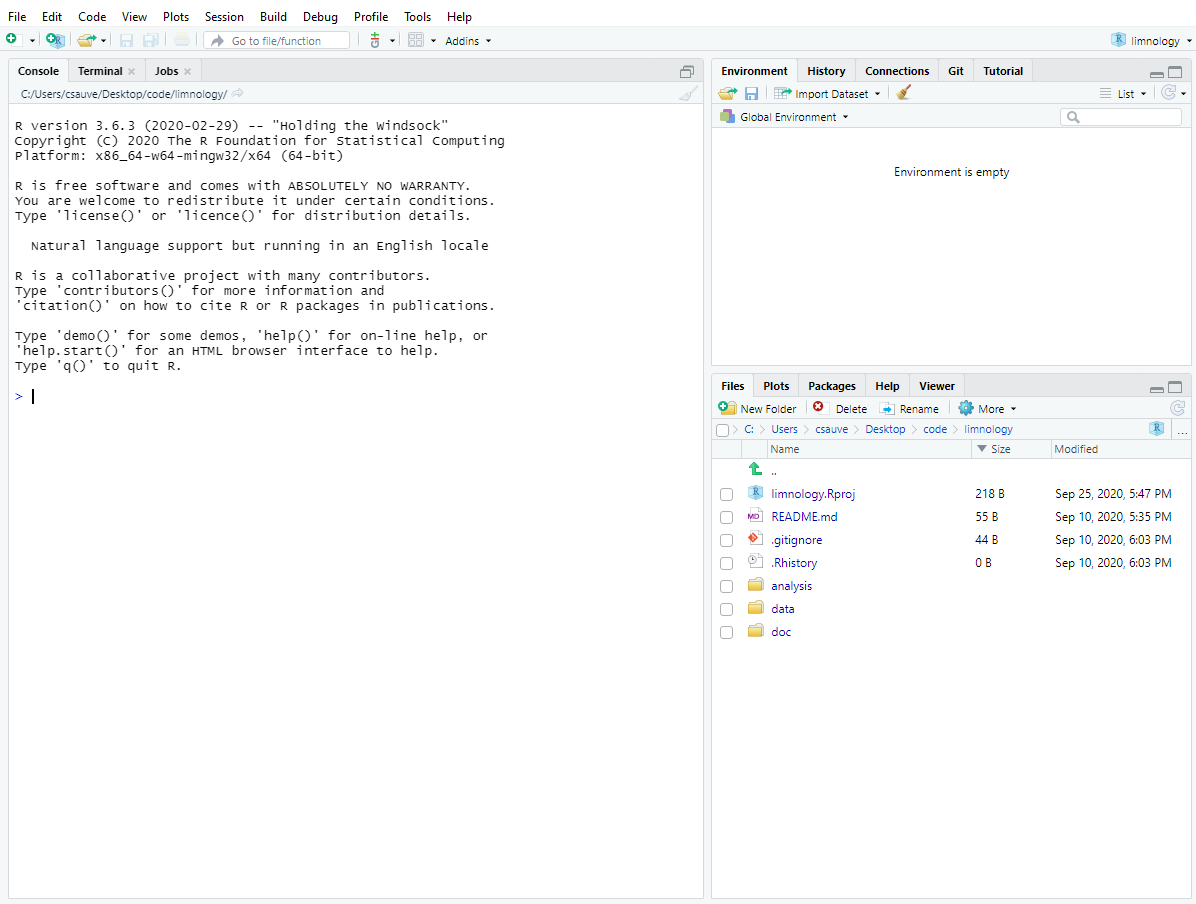 File Edit Code View Plots Session Build Debug Profile Tools Help
Go to file/function Addins limnology
Console Terminal Jobs
C:/Users/csauve/Desktop/code/limnology/
R version 3.6.3 (2020-02-29) -- "Holding the Windsock"
Copyright (C) 2020 The R Foundation for Statistical Computing
Platform: x86_64-w64-mingw32/x64 (64-bit)
R is free software and comes with ABSOLUTELY NO WARRANTY.
You are welcome to redistribute it under certain conditions.
Type 'license()' or 'licence()' for distribution details.
Natural language support but running in an English locale
R is a collaborative project with many contributors.
Type 'contributors()' for more information and
'citation()' on how to cite R or R packages in publications.
Type 'demo()' for some demos, 'help()' for on-line help, or
'help.start()' for an HTML browser interface to help.
Type 'q()' to quit R.
>
Environment History Connections Git Tutorial
Import Dataset List
Global Environment
Environment is empty
Files Plots Packages Help Viewer
New Folder Delete Rename More
C: Users csauve Desktop code limnology R ...
Name Size Modified
..
limnology.Rproj 218 B Sep 25, 2020, 5:47 PM
README.md 55 B Sep 10, 2020, 5:35 PM
.gitignore 44 B Sep 10, 2020, 6:03 PM
.Rhistory 0 B Sep 10, 2020, 6:03 PM
analysis
data
doc